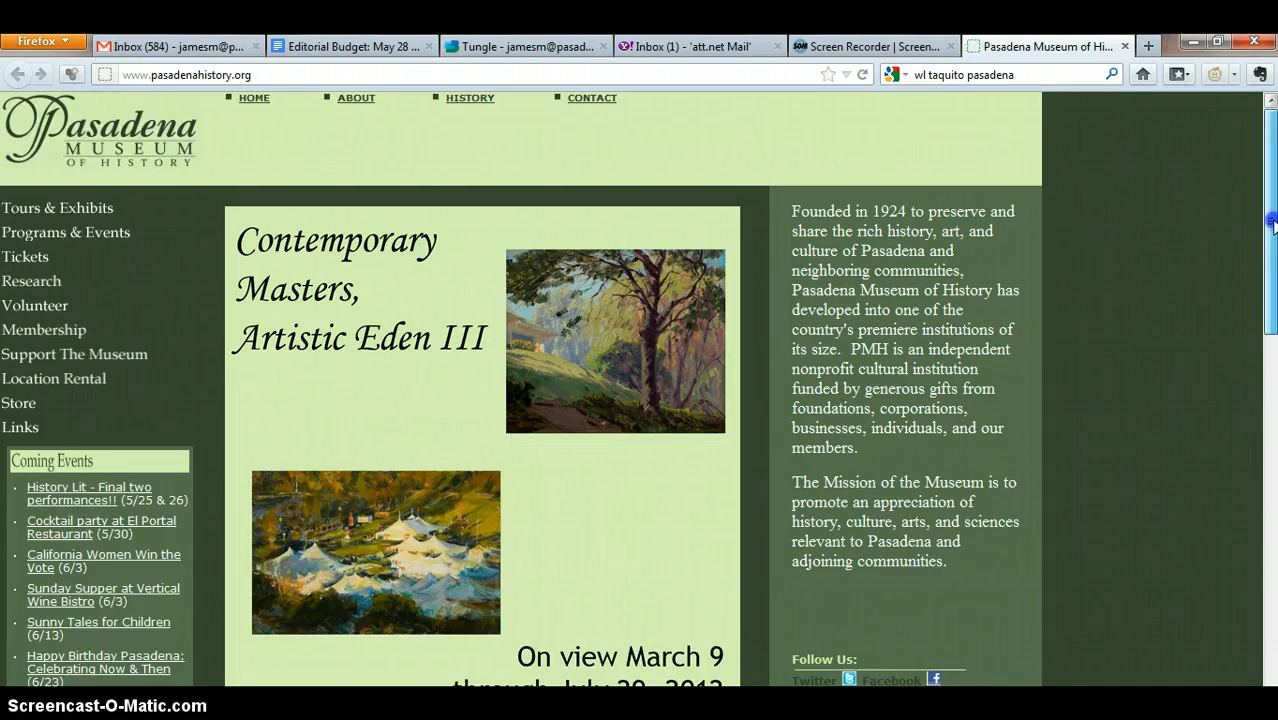 Firefox
Inbox (584) - jamesm@p...
Editorial Budget: May 28 ...
Tungle - jamesm@pasad...
Inbox (1) - 'att.net Mail'
Screen Recorder | Screen...
Pasadena Museum of Hi...
www.pasadenahistory.org
wl taquito pasadena
Pasadena
MUSEUM
OF HISTORY
HOME
ABOUT
HISTORY
CONTACT
Tours & Exhibits
Programs & Events
Tickets
Research
Volunteer
Membership
Support The Museum
Location Rental
Store
Links
Coming Events
History Lit - Final two
performances!! (5/25 & 26)
Cocktail party at El Portal
Restaurant (5/30)
California Women Win the
Vote (6/3)
Sunday Supper at Vertical
Wine Bistro (6/3)
Sunny Tales for Children
(6/13)
Happy Birthday Pasadena:
Celebrating Now & Then
(6/23)
Contemporary
Masters,
Artistic Eden III
On view March 9
through July 29, 2012
Founded in 1924 to preserve and
share the rich history, art, and
culture of Pasadena and
neighboring communities,
Pasadena Museum of History has
developed into one of the
country's premiere institutions of
its size. PMH is an independent
nonprofit cultural institution
funded by generous gifts from
foundations, corporations,
businesses, individuals, and our
members.
The Mission of the Museum is to
promote an appreciation of
history, culture, arts, and sciences
relevant to Pasadena and
adjoining communities.
Follow Us:
Twitter Facebook
Screencast-O-Matic.com